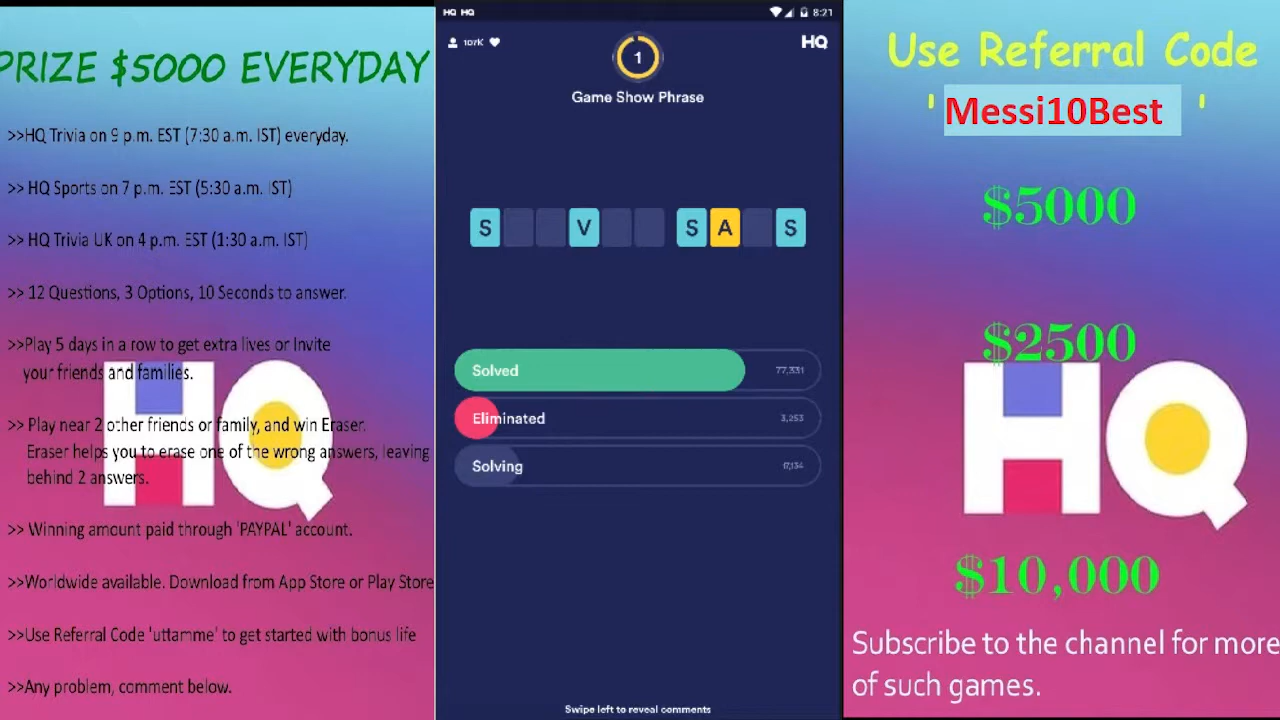 PRIZE $5000 EVERYDAY
>>HQ Trivia on 9 p.m. EST (7:30 a.m. IST) everyday.
>> HQ Sports on 7 p.m. EST (5:30 a.m. IST)
>> HQ Trivia UK on 4 p.m. EST (1:30 a.m. IST)
>> 12 Questions, 3 Options, 10 Seconds to answer.
>>Play 5 days in a row to get extra lives or Invite
your friends and families.
>> Play near 2 other friends or family, and win Eraser.
Eraser helps you to erase one of the wrong answers, leaving
behind 2 answers.
>> Winning amount paid through 'PAYPAL' account.
>>Worldwide available. Download from App Store or Play Store
>>Use Referral Code 'uttamme' to get started with bonus life
>>Any problem, comment below.
HQ
HQ HQ 8:21
107K HQ
1
Game Show Phrase
S V S A S
Solved 77,331
Eliminated 3,253
Solving 17,134
Swipe left to reveal comments
Use Referral Code
' Messi10Best '
$5000
$2500
HQ
$10,000
Subscribe to the channel for more
of such games.